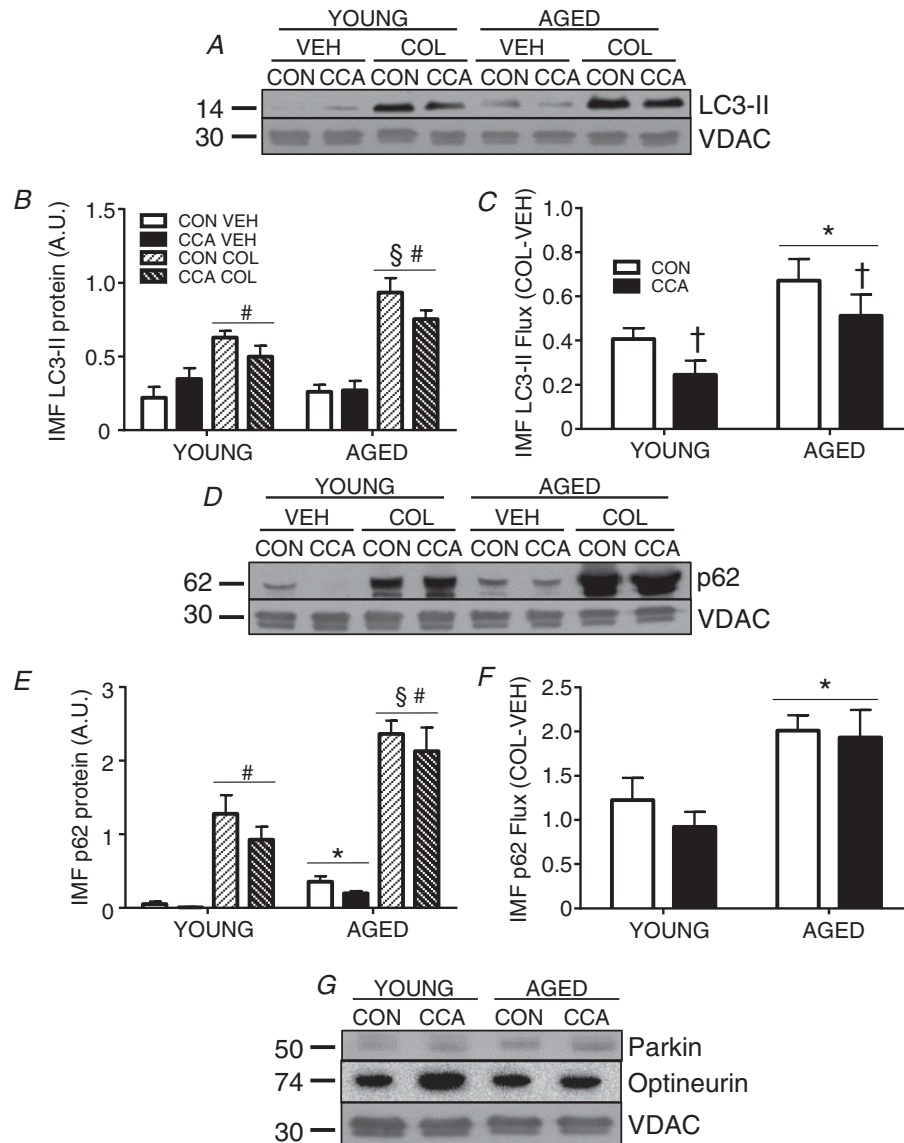 YOUNG AGED
A VEH COL VEH COL
CON CCA CON CCA CON CCA CON CCA
14 LC3-II
30 VDAC
B
IMF LC3-II protein (A.U.)
1.5
1.0
0.5
0
CON VEH
CCA VEH
CON COL
CCA COL
#
§ #
YOUNG AGED
C
IMF LC3-II Flux (COL-VEH)
1.0
0.8
0.6
0.4
0.2
0
CON
CCA
†
*
†
YOUNG AGED
YOUNG AGED
D VEH COL VEH COL
CON CCA CON CCA CON CCA CON CCA
62 p62
30 VDAC
E
IMF p62 protein (A.U.)
3
2
1
0
#
*
§ #
YOUNG AGED
F
IMF p62 Flux (COL-VEH)
2.5
2.0
1.5
1.0
0.5
0.0
*
YOUNG AGED
G YOUNG AGED
CON CCA CON CCA
50 Parkin
74 Optineurin
30 VDAC